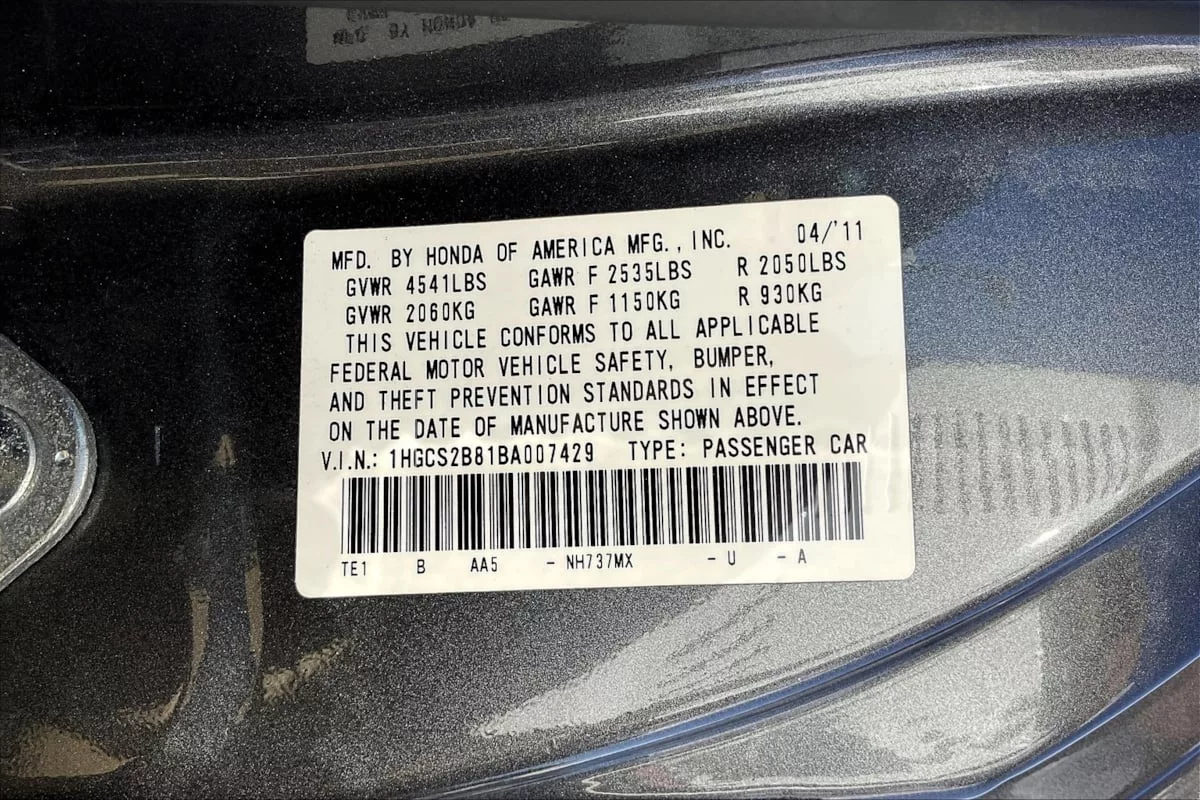 MFD. BY HONDA OF AMERICA MFG., INC. 04/'11
GVWR 4541LBS GAWR F 2535LBS R 2050LBS
GVWR 2060KG GAWR F 1150KG R 930KG
THIS VEHICLE CONFORMS TO ALL APPLICABLE
FEDERAL MOTOR VEHICLE SAFETY, BUMPER,
AND THEFT PREVENTION STANDARDS IN EFFECT
ON THE DATE OF MANUFACTURE SHOWN ABOVE.
V.I.N.: 1HGCS2B81BA007429 TYPE: PASSENGER CAR
TE1 B AA5 - NH737MX - U - A